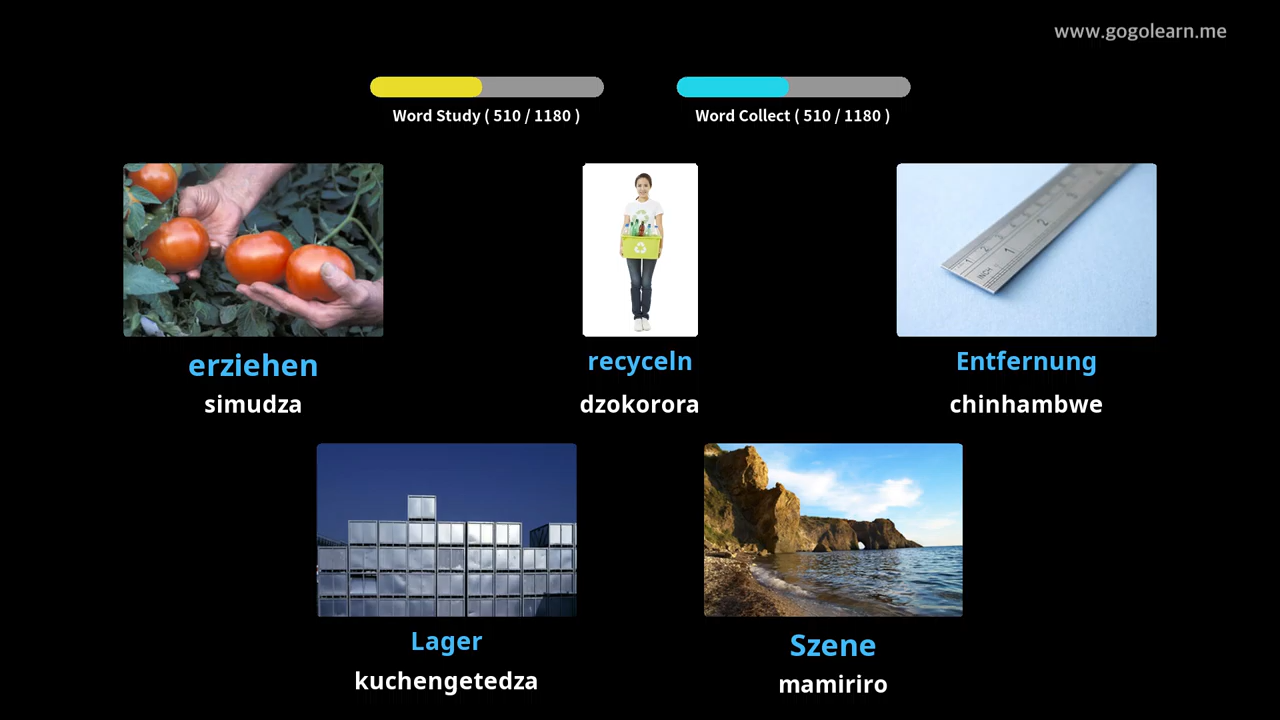 www.gogolearn.me
Word Study ( 510 / 1180 )
Word Collect ( 510 / 1180 )
erziehen
simudza
recyceln
dzokorora
Entfernung
chinhambwe
Lager
kuchengetedza
Szene
mamiriro